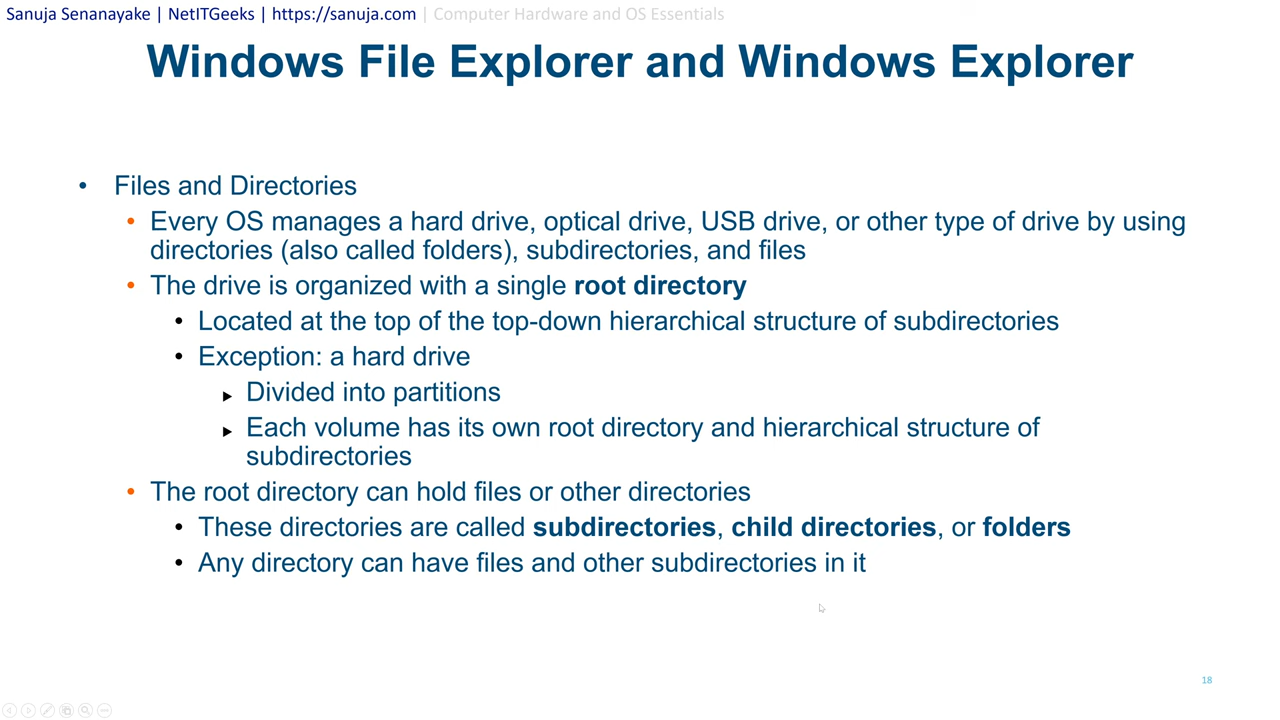 Sanuja Senanayake | NetITGeeks | https://sanuja.com | Computer Hardware and OS Essentials
Windows File Explorer and Windows Explorer
• Files and Directories
• Every OS manages a hard drive, optical drive, USB drive, or other type of drive by using
directories (also called folders), subdirectories, and files
• The drive is organized with a single root directory
• Located at the top of the top-down hierarchical structure of subdirectories
• Exception: a hard drive
▶ Divided into partitions
▶ Each volume has its own root directory and hierarchical structure of
subdirectories
• The root directory can hold files or other directories
• These directories are called subdirectories, child directories, or folders
• Any directory can have files and other subdirectories in it
18